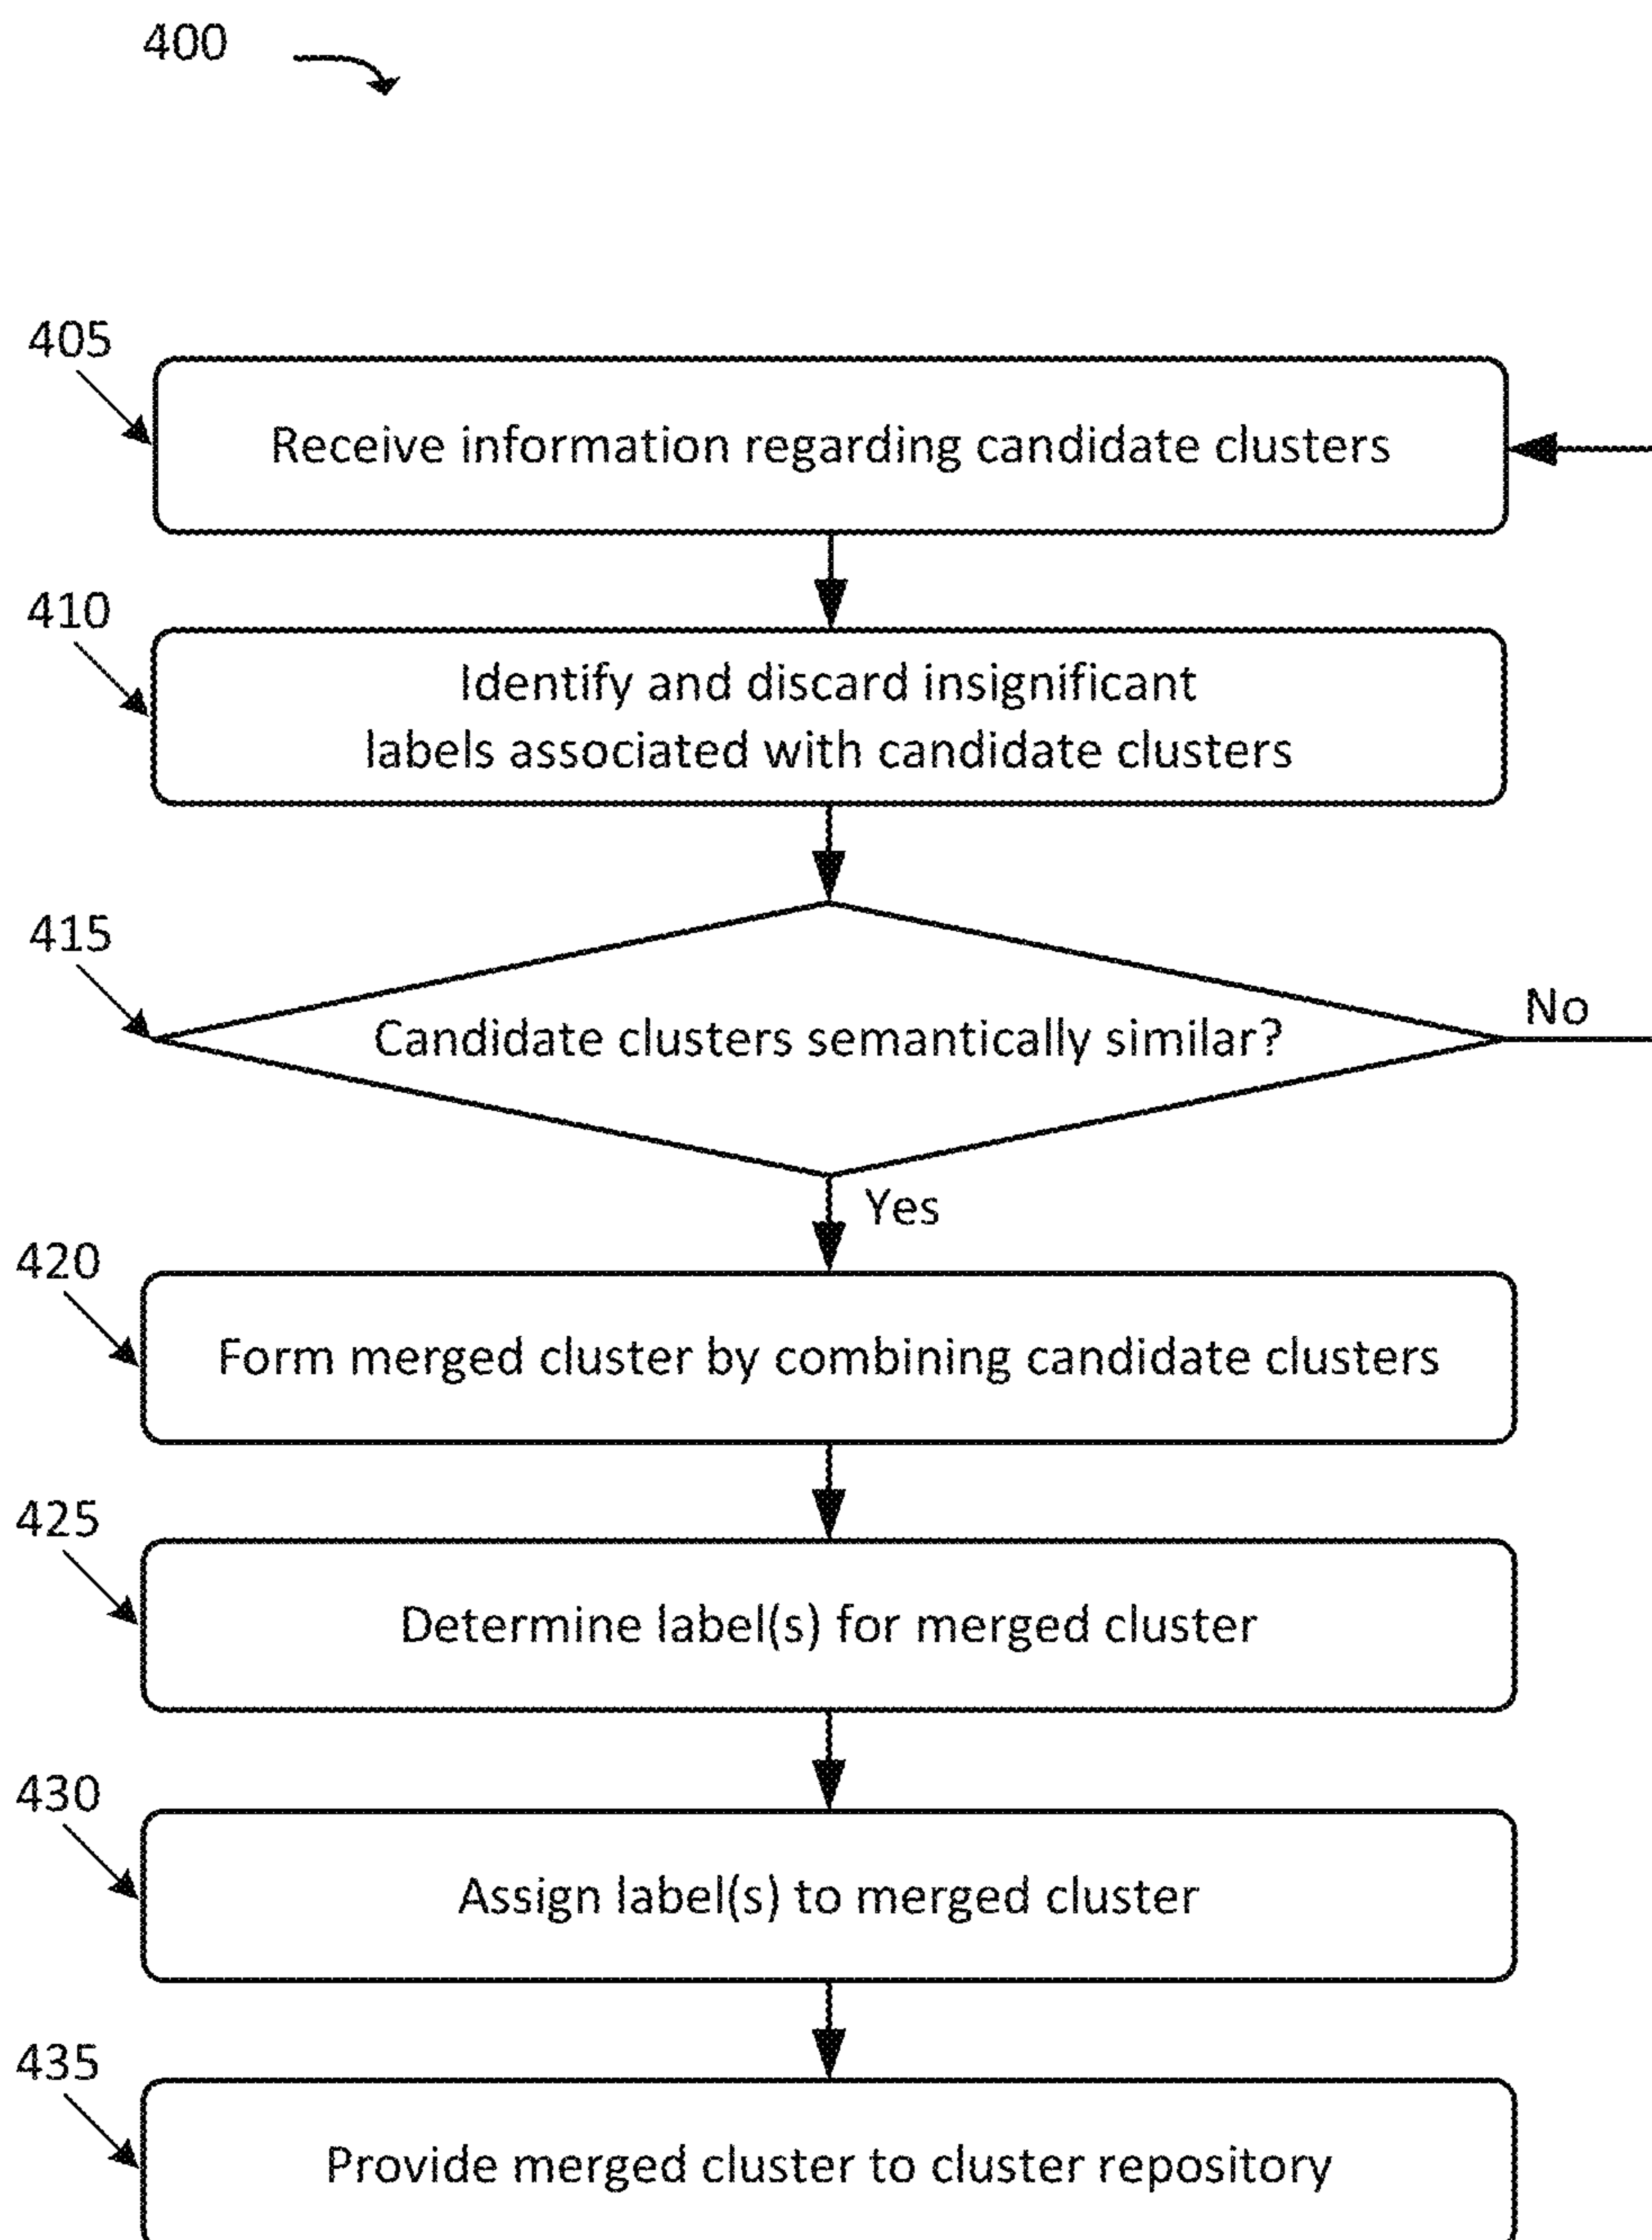 400
405
Receive information regarding candidate clusters
410
Identify and discard insignificant
labels associated with candidate clusters
415
Candidate clusters semantically similar?
No
Yes
420
Form merged cluster by combining candidate clusters
425
Determine label(s) for merged cluster
430
Assign label(s) to merged cluster
435
Provide merged cluster to cluster repository